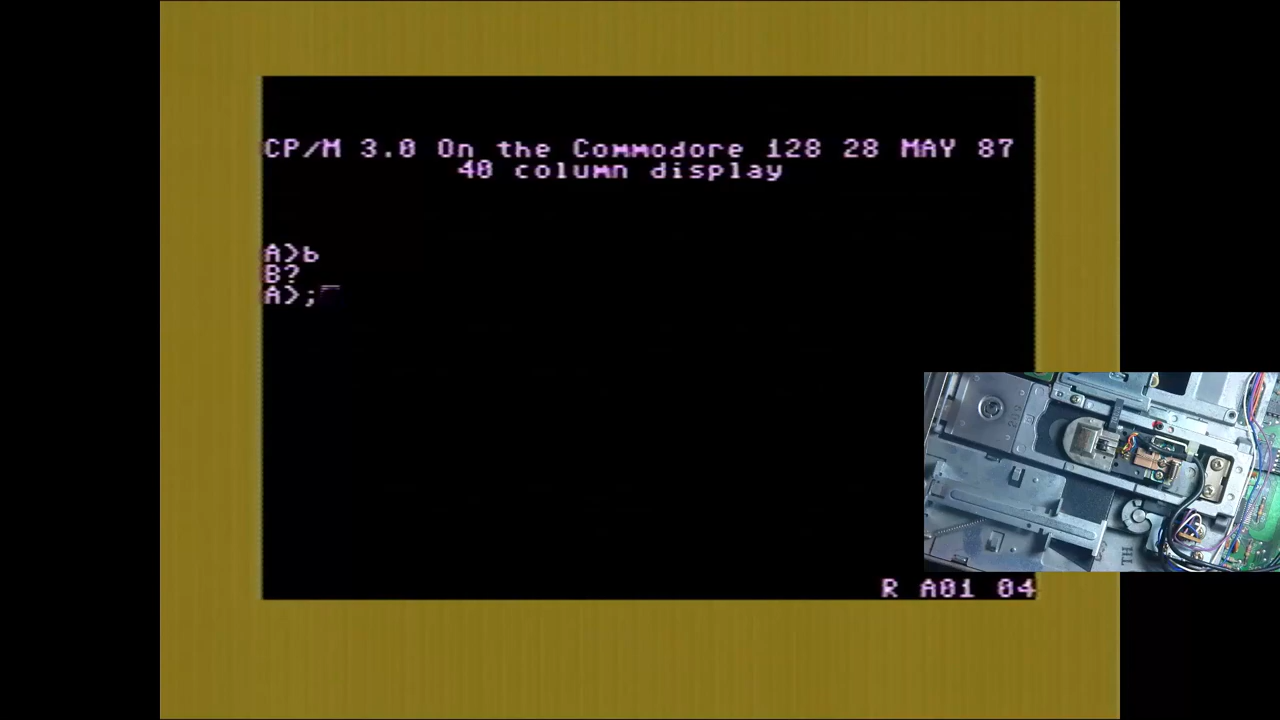 CP/M 3.0 On the Commodore 128 28 MAY 87
40 column display
A>b
B?
A>;
R A01 04